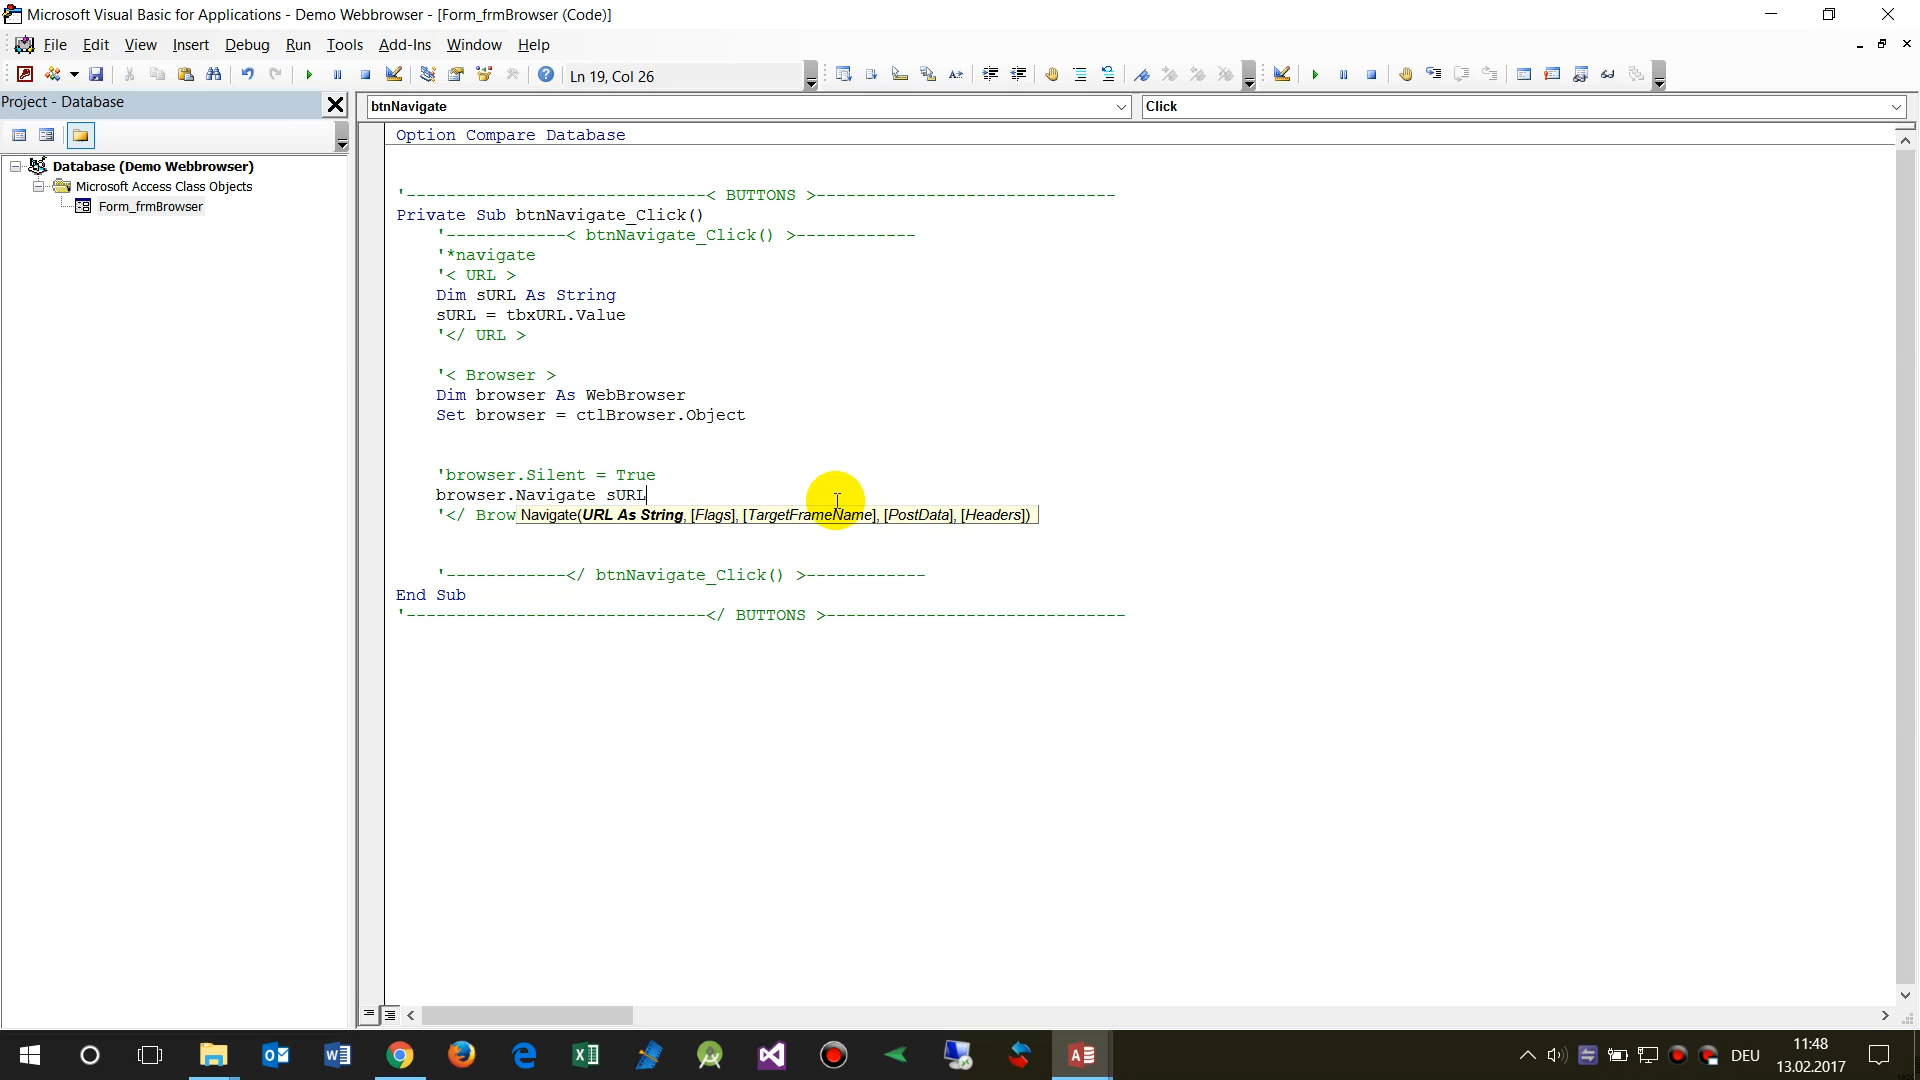 Microsoft Visual Basic for Applications - Demo Webbrowser - [Form_frmBrowser (Code)]
File Edit View Insert Debug Run Tools Add-Ins Window Help
Ln 19, Col 26
Project - Database
btnNavigate
Click
Database (Demo Webbrowser)
Microsoft Access Class Objects
Form_frmBrowser
Option Compare Database
'------------------------------< BUTTONS >------------------------------
Private Sub btnNavigate_Click()
'------------< btnNavigate_Click() >------------
'*navigate
'< URL >
Dim sURL As String
sURL = tbxURL.Value
'</ URL >
'< Browser >
Dim browser As WebBrowser
Set browser = ctlBrowser.Object
'browser.Silent = True
browser.Navigate sURL
'</ Brow
Navigate(URL As String, [Flags], [TargetFrameName], [PostData], [Headers])
'------------</ btnNavigate_Click() >------------
End Sub
'------------------------------</ BUTTONS >------------------------------
DEU
11:48
13.02.2017